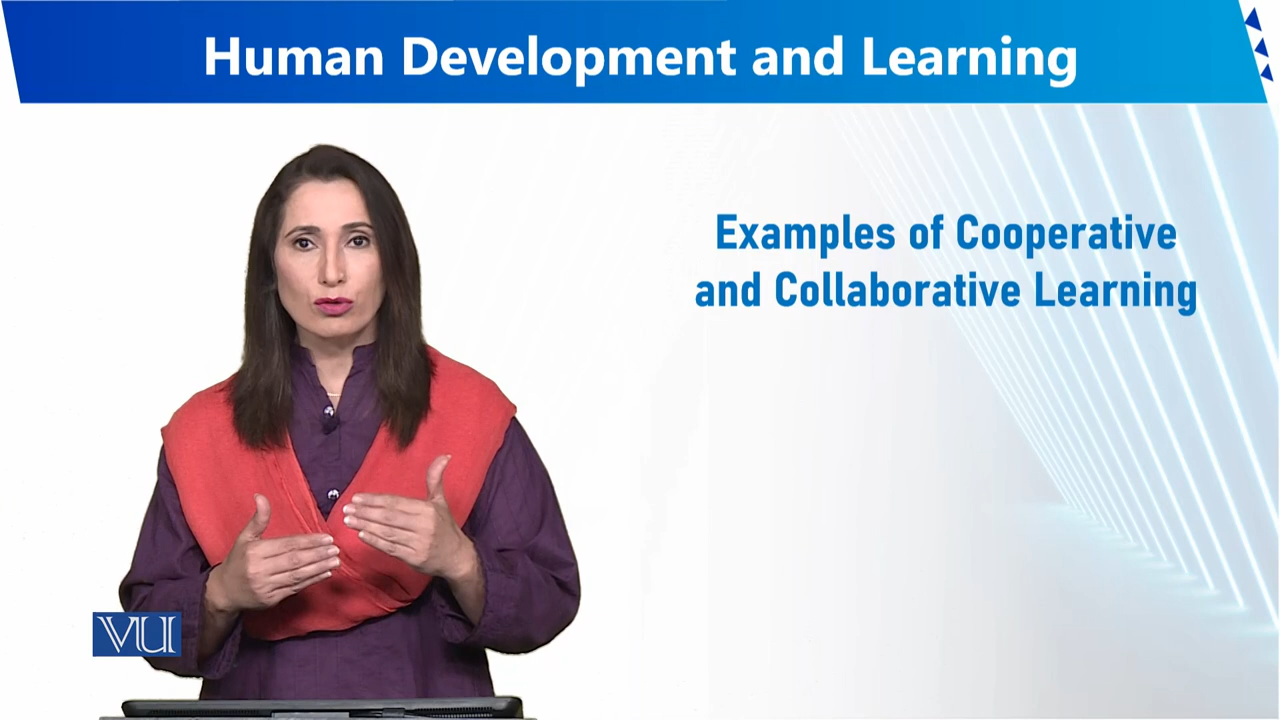 Human Development and Learning
Examples of Cooperative
and Collaborative Learning
VU